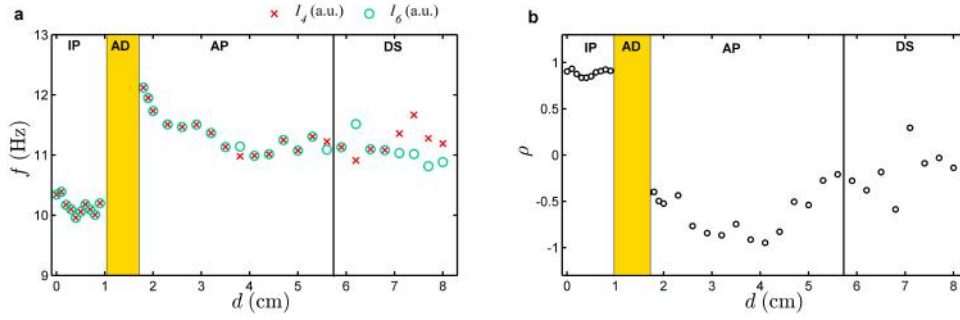 a
× I_4 (a.u.) ○ I_6 (a.u.)
IP AD AP DS
13
12
11
10
9
f (Hz)
0 1 2 3 4 5 6 7 8
d (cm)
b
IP AD AP DS
1
0.5
0
-0.5
-1
ρ
0 1 2 3 4 5 6 7 8
d (cm)